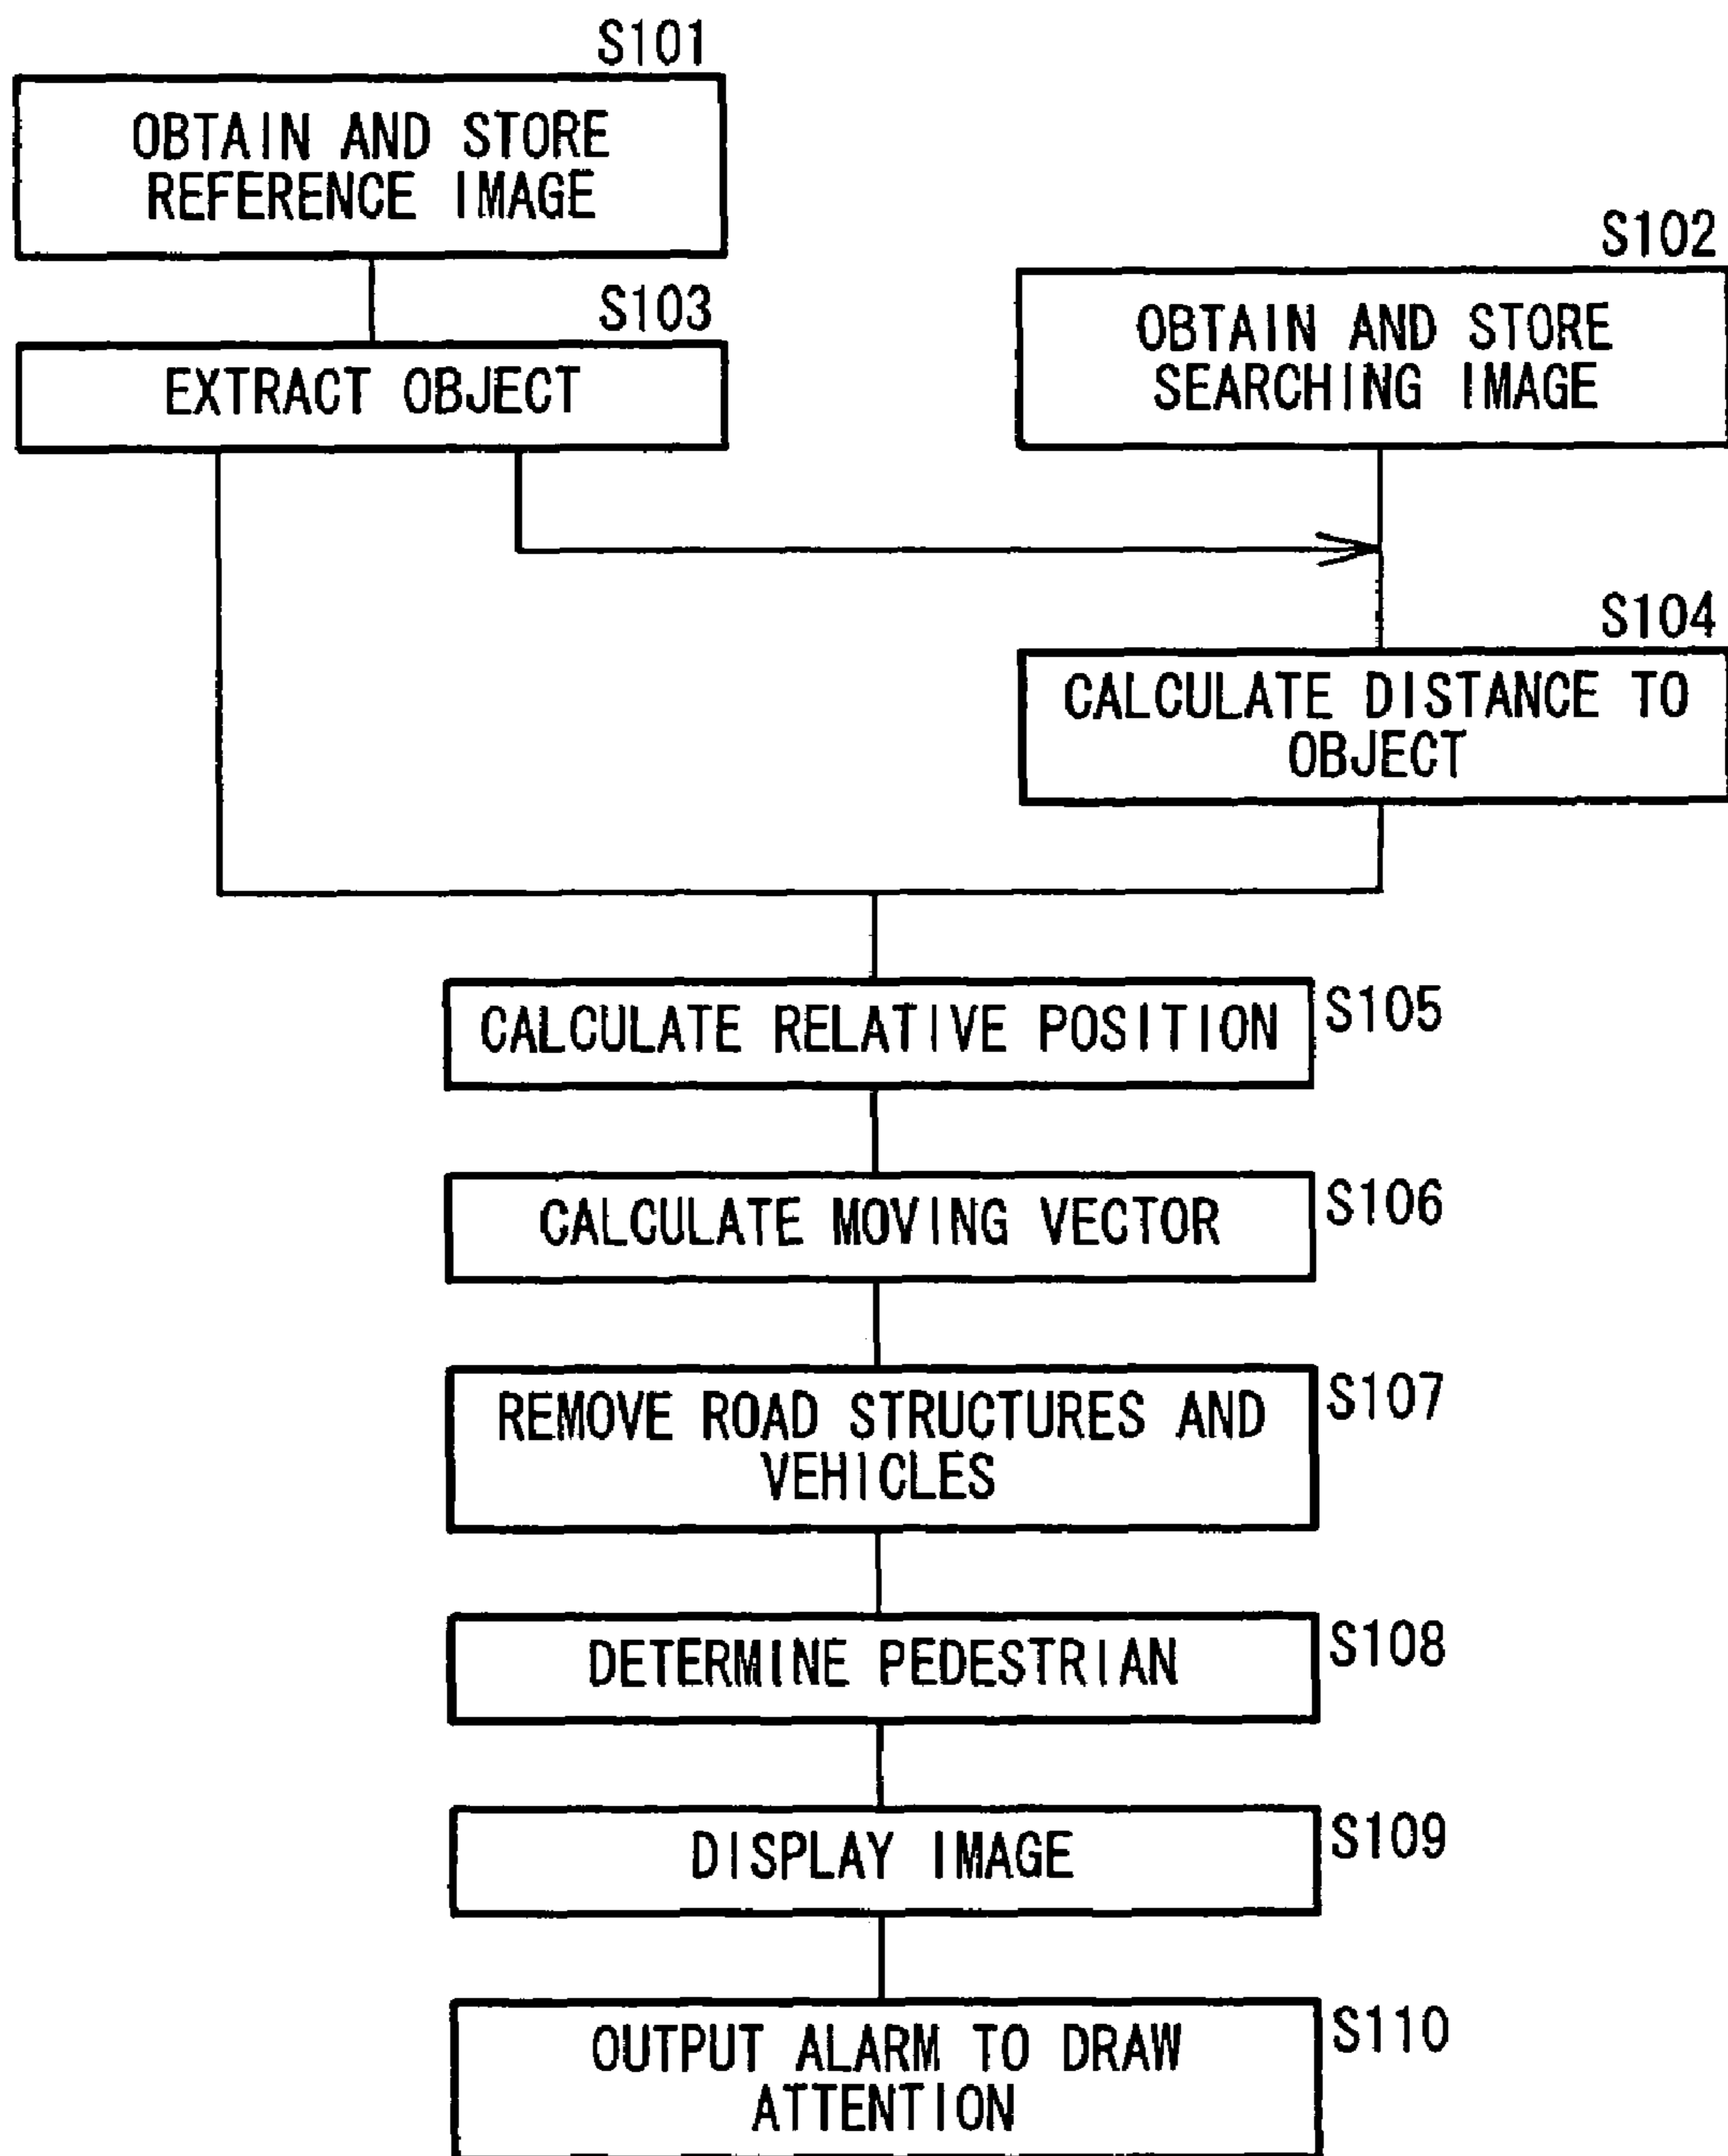 S101
OBTAIN AND STORE
REFERENCE IMAGE
S102
OBTAIN AND STORE
SEARCHING IMAGE
S103
EXTRACT OBJECT
S104
CALCULATE DISTANCE TO
OBJECT
CALCULATE RELATIVE POSITION S105
CALCULATE MOVING VECTOR S106
REMOVE ROAD STRUCTURES AND S107
VEHICLES
DETERMINE PEDESTRIAN S108
DISPLAY IMAGE S109
OUTPUT ALARM TO DRAW S110
ATTENTION